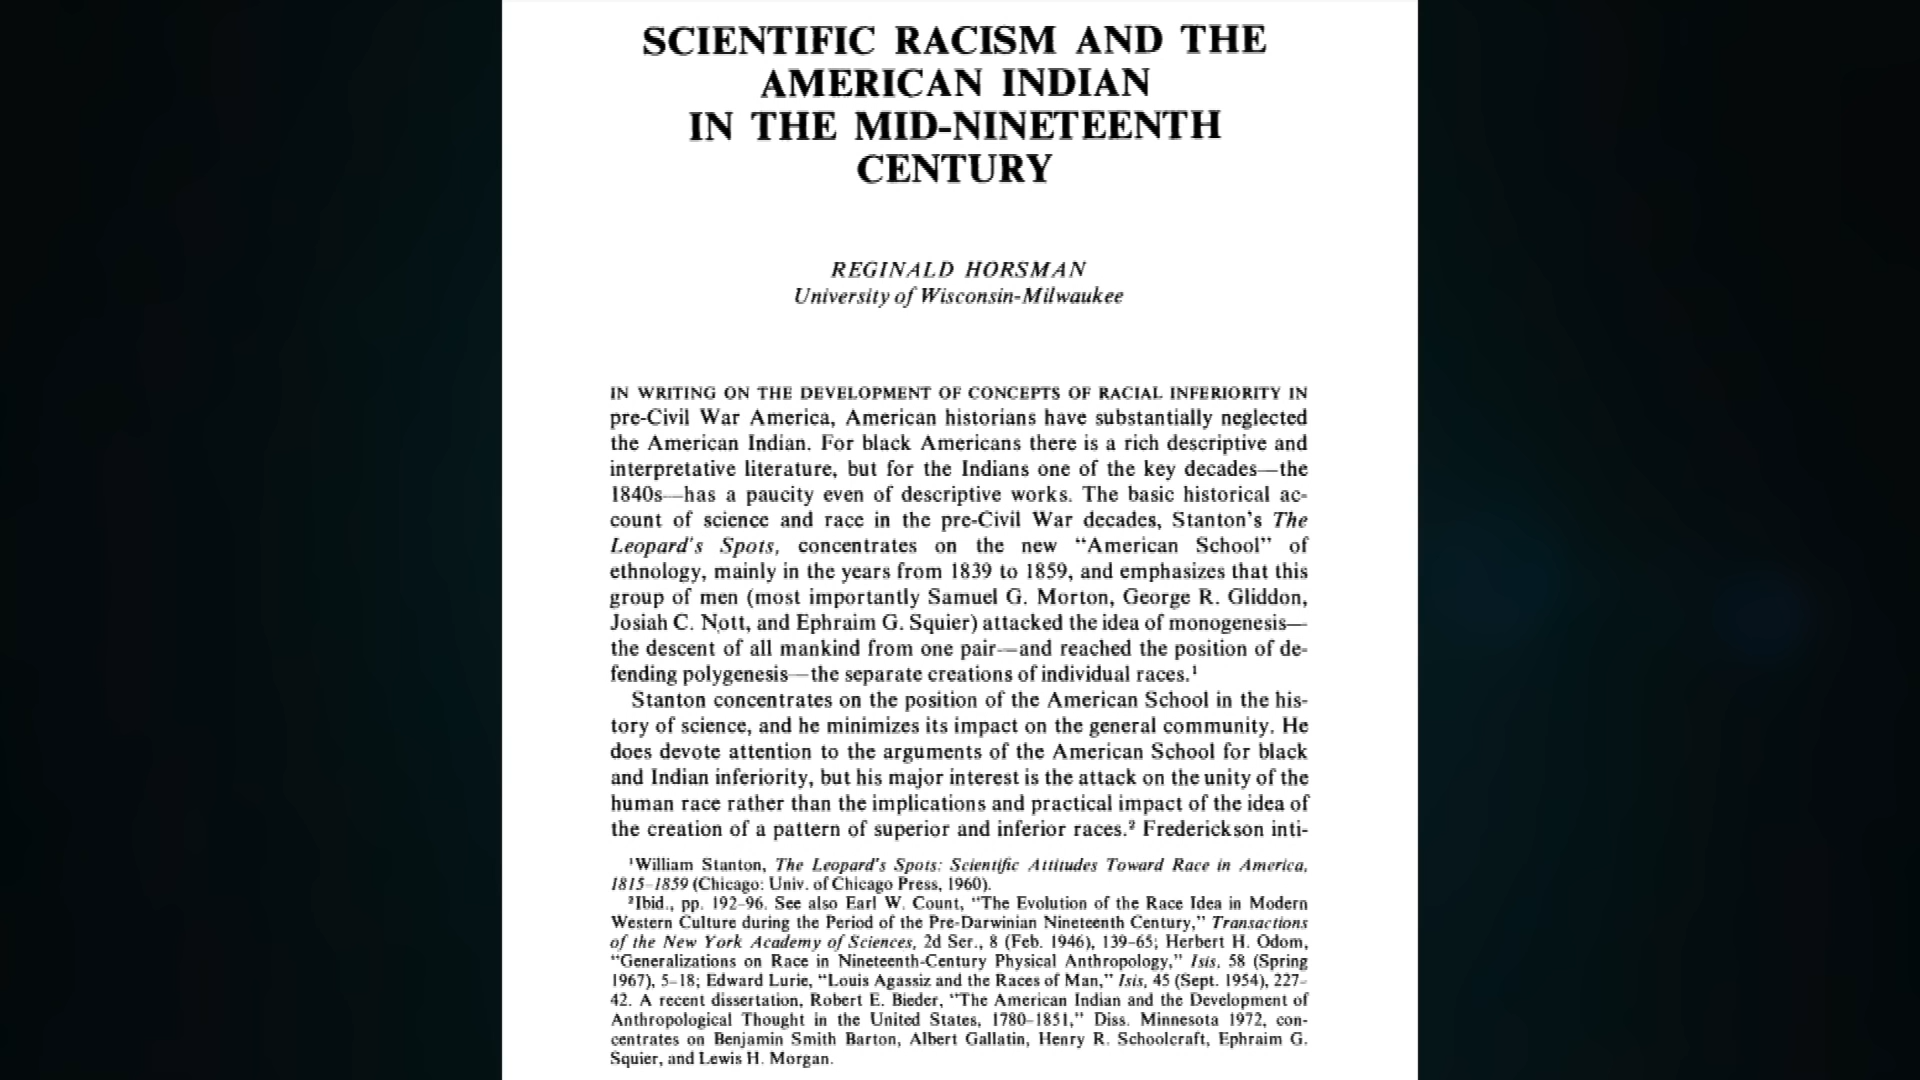 SCIENTIFIC RACISM AND THE
AMERICAN INDIAN
IN THE MID-NINETEENTH
CENTURY
REGINALD HORSMAN
University of Wisconsin-Milwaukee
IN WRITING ON THE DEVELOPMENT OF CONCEPTS OF RACIAL INFERIORITY IN
pre-Civil War America, American historians have substantially neglected
the American Indian. For black Americans there is a rich descriptive and
interpretative literature, but for the Indians one of the key decades—the
1840s—has a paucity even of descriptive works. The basic historical ac-
count of science and race in the pre-Civil War decades, Stanton's The
Leopard's Spots, concentrates on the new "American School" of
ethnology, mainly in the years from 1839 to 1859, and emphasizes that this
group of men (most importantly Samuel G. Morton, George R. Gliddon,
Josiah C. Nott, and Ephraim G. Squier) attacked the idea of monogenesis—
the descent of all mankind from one pair—and reached the position of de-
fending polygenesis—the separate creations of individual races.¹
Stanton concentrates on the position of the American School in the his-
tory of science, and he minimizes its impact on the general community. He
does devote attention to the arguments of the American School for black
and Indian inferiority, but his major interest is the attack on the unity of the
human race rather than the implications and practical impact of the idea of
the creation of a pattern of superior and inferior races.² Frederickson inti-
¹William Stanton, The Leopard's Spots: Scientific Attitudes Toward Race in America,
1815-1859 (Chicago: Univ. of Chicago Press, 1960).
²Ibid., pp. 192-96. See also Earl W. Count, "The Evolution of the Race Idea in Modern
Western Culture during the Period of the Pre-Darwinian Nineteenth Century," Transactions
of the New York Academy of Sciences, 2d Ser., 8 (Feb. 1946), 139-65; Herbert H. Odom,
"Generalizations on Race in Nineteenth-Century Physical Anthropology," Isis, 58 (Spring
1967), 5-18; Edward Lurie, "Louis Agassiz and the Races of Man," Isis, 45 (Sept. 1954), 227-
42. A recent dissertation, Robert E. Bieder, "The American Indian and the Development of
Anthropological Thought in the United States, 1780-1851," Diss. Minnesota 1972, con-
centrates on Benjamin Smith Barton, Albert Gallatin, Henry R. Schoolcraft, Ephraim G.
Squier, and Lewis H. Morgan.